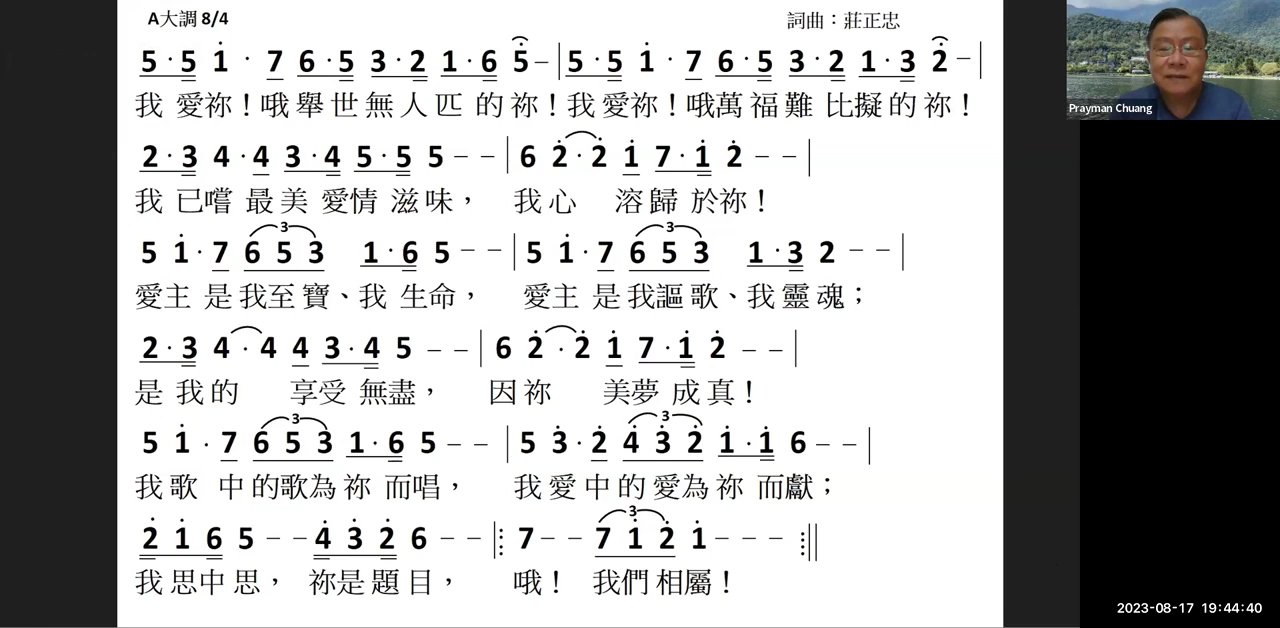 A大調 8/4
詞曲：莊正忠
5·5 1 · 7 6·5 3·2 1·6 5– |5·5 1 · 7 6·5 3·2 1·3 2 – |
我 愛祢！哦舉世無人匹 的祢！我愛祢！哦萬福難 比擬的祢！
2·3 4·4 3·4 5·5 5 – – |6 2·2 1 7·1 2 – – |
我 已嚐 最美 愛情 滋味， 我心 溶歸 於祢！
5 1·7 6 5 3 1·6 5 – – |5 1·7 6 5 3 1·3 2 – – |
愛主 是我至寶、我 生命， 愛主 是我謳歌、我靈魂；
2·3 4·4 4 3·4 5 – – |6 2·2 1 7·1 2 – – |
是 我的 享受 無盡， 因祢 美夢 成真！
5 1·7 6 5 3 1·6 5 – – |5 3·2 4 3 2 1·1 6 – – |
我歌 中的歌為祢 而唱， 我愛中的愛為祢 而獻；
2 1 6 5 – – 4 3 2 6 – – |: 7 – – 7 1 2 1 – – – :||
我思中思， 祢是題目， 哦！ 我們相屬！
Prayman Chuang
2023-08-17 19:44:40